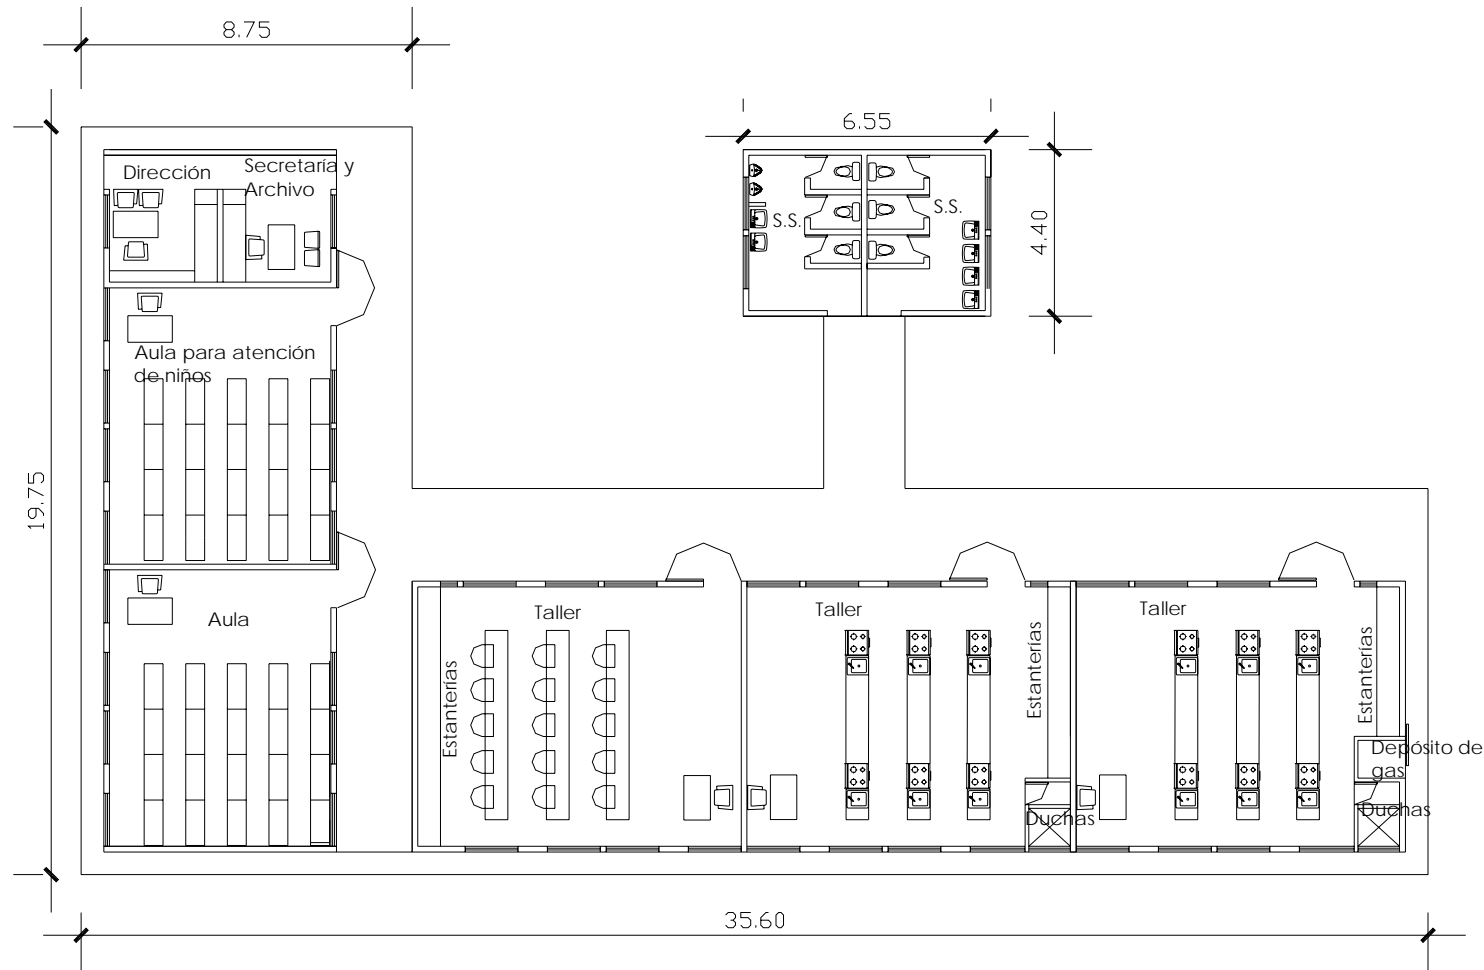 8.75
6.55
Dirección
Secretaría y
Archivo
S.S.
S.S.
4.40
Aula para atención
de niños
19.75
Aula
Taller
Taller
Taller
Estanterías
Estanterías
Estanterías
Depósito de
gas
Duchas
Duchas
35.60